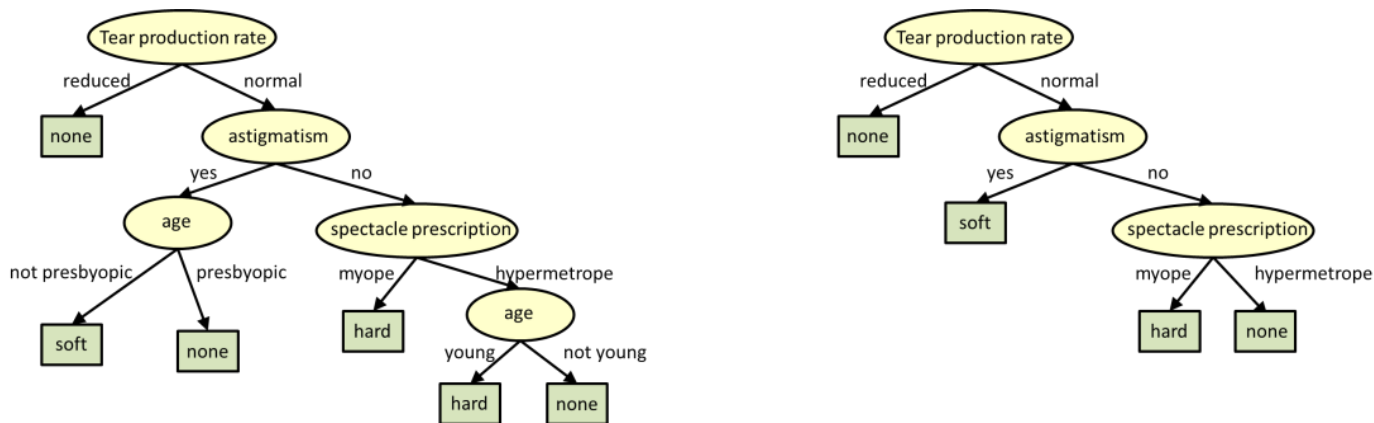 Tear production rate
reduced
normal
none
astigmatism
yes
no
age
spectacle prescription
not presbyopic
presbyopic
myope
hypermetrope
soft
none
hard
age
young
not young
hard
none
Tear production rate
reduced
normal
none
astigmatism
yes
no
soft
spectacle prescription
myope
hypermetrope
hard
none